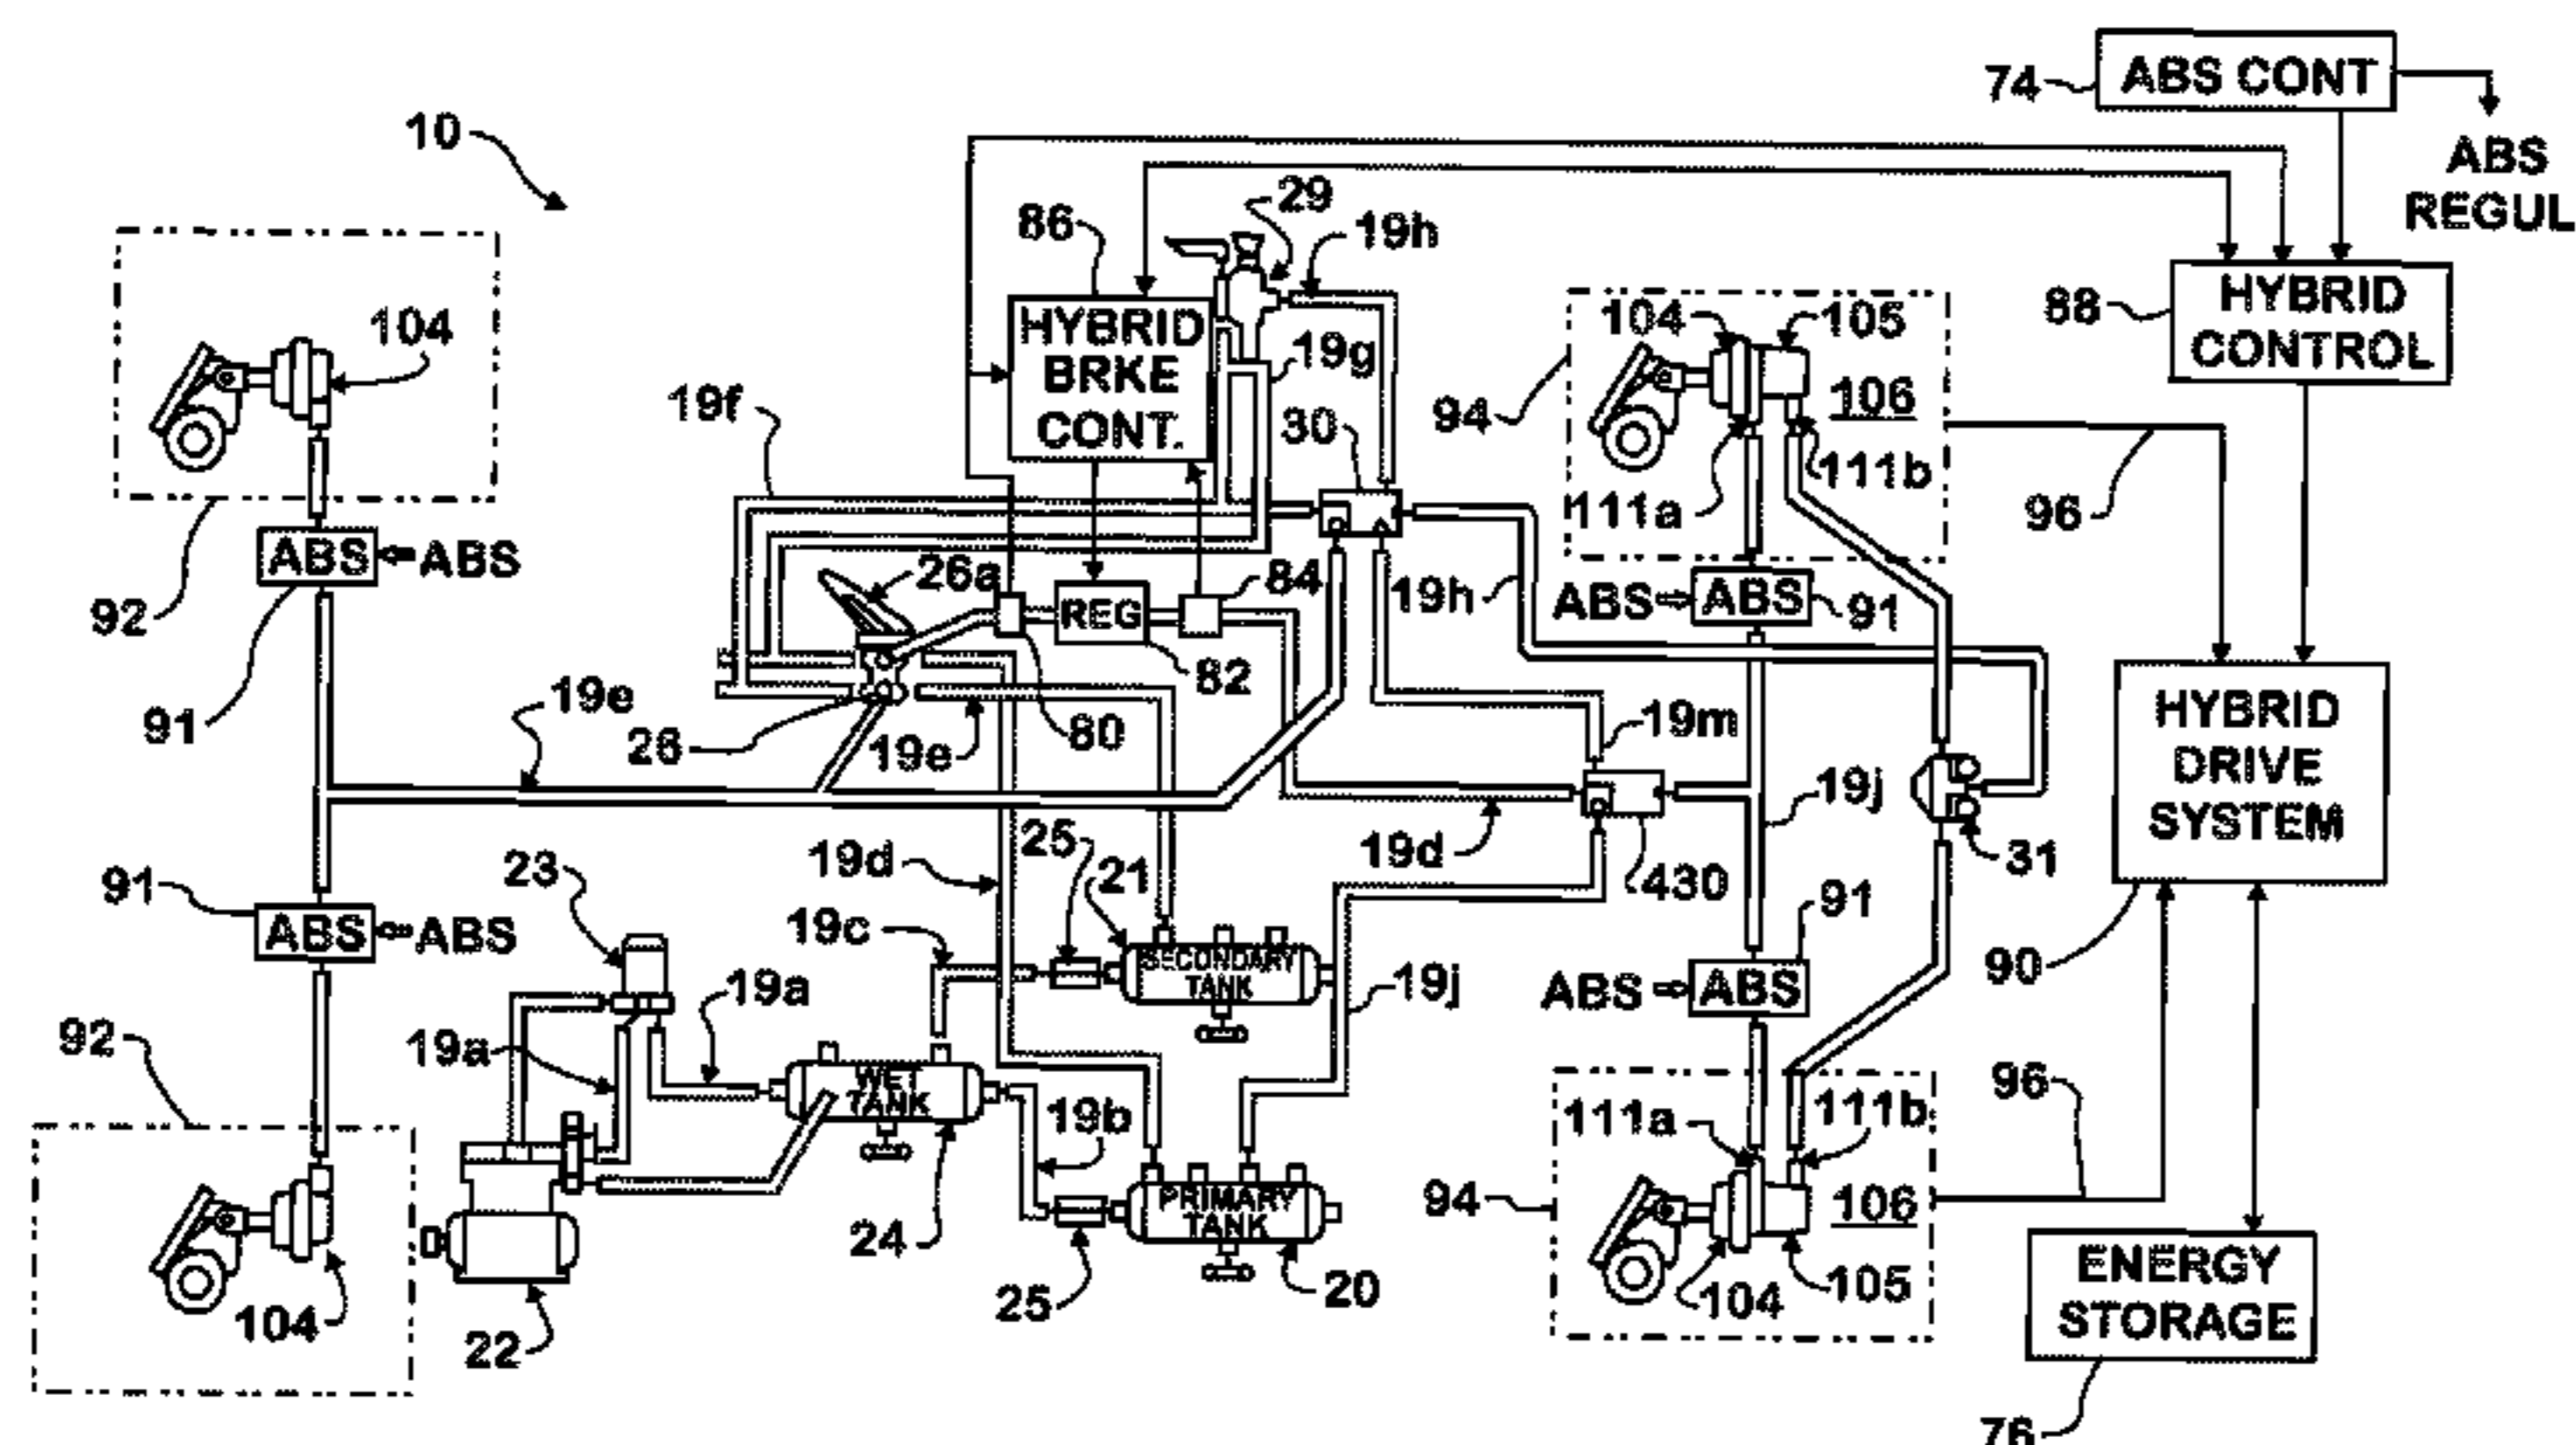 74
ABS CONT
ABS
REGUL
10
86
29
19h
HYBRID
BRKE
CONT.
19g
19f
30
104
104
105
106
94
111a
111b
88
HYBRID
CONTROL
96
ABS
ABS
92
91
26a
REG
84
82
80
19h
ABS
ABS
91
19e
26
19e
19m
19j
19d
430
31
HYBRID
DRIVE
SYSTEM
90
91
ABS
ABS
23
19a
19a
19c
19d
25
21
SECONDARY
TANK
19j
91
ABS
ABS
92
WET
TANK
24
19b
25
PRIMARY
TANK
20
22
104
111a
111b
94
106
104
105
96
ENERGY
STORAGE
76